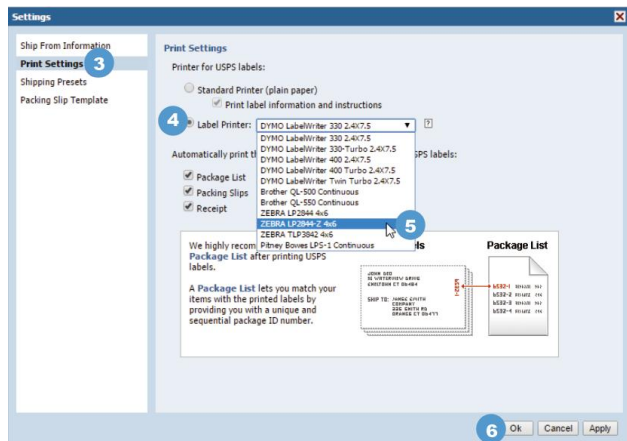 Settings
Ship From Information
Print Settings
3
Shipping Presets
Packing Slip Template
Print Settings
Printer for USPS labels:
Standard Printer (plain paper)
Print label information and instructions
4
Label Printer:
DYMO LabelWriter 330 2.4X7.5
?
DYMO LabelWriter 330 2.4X7.5
DYMO LabelWriter 330-Turbo 2.4X7.5
DYMO LabelWriter 400 2.4X7.5
DYMO LabelWriter 400 Turbo 2.4X7.5
DYMO LabelWriter Twin Turbo 2.4X7.5
Brother QL-500 Continuous
Brother QL-550 Continuous
ZEBRA LP2844 4x6
ZEBRA LP2844-Z 4x6
5
ZEBRA TLP3842 4x6
Pitney Bowes LPS-1 Continuous
Automatically print
labels:
Package List
Packing Slips
Receipt
We highly
Package List after printing USPS
labels.
A Package List lets you match your
items with the printed labels by
providing you with a unique and
sequential package ID number.
SHIP TO:
COMPANY
Package List
6
Ok
Cancel
Apply